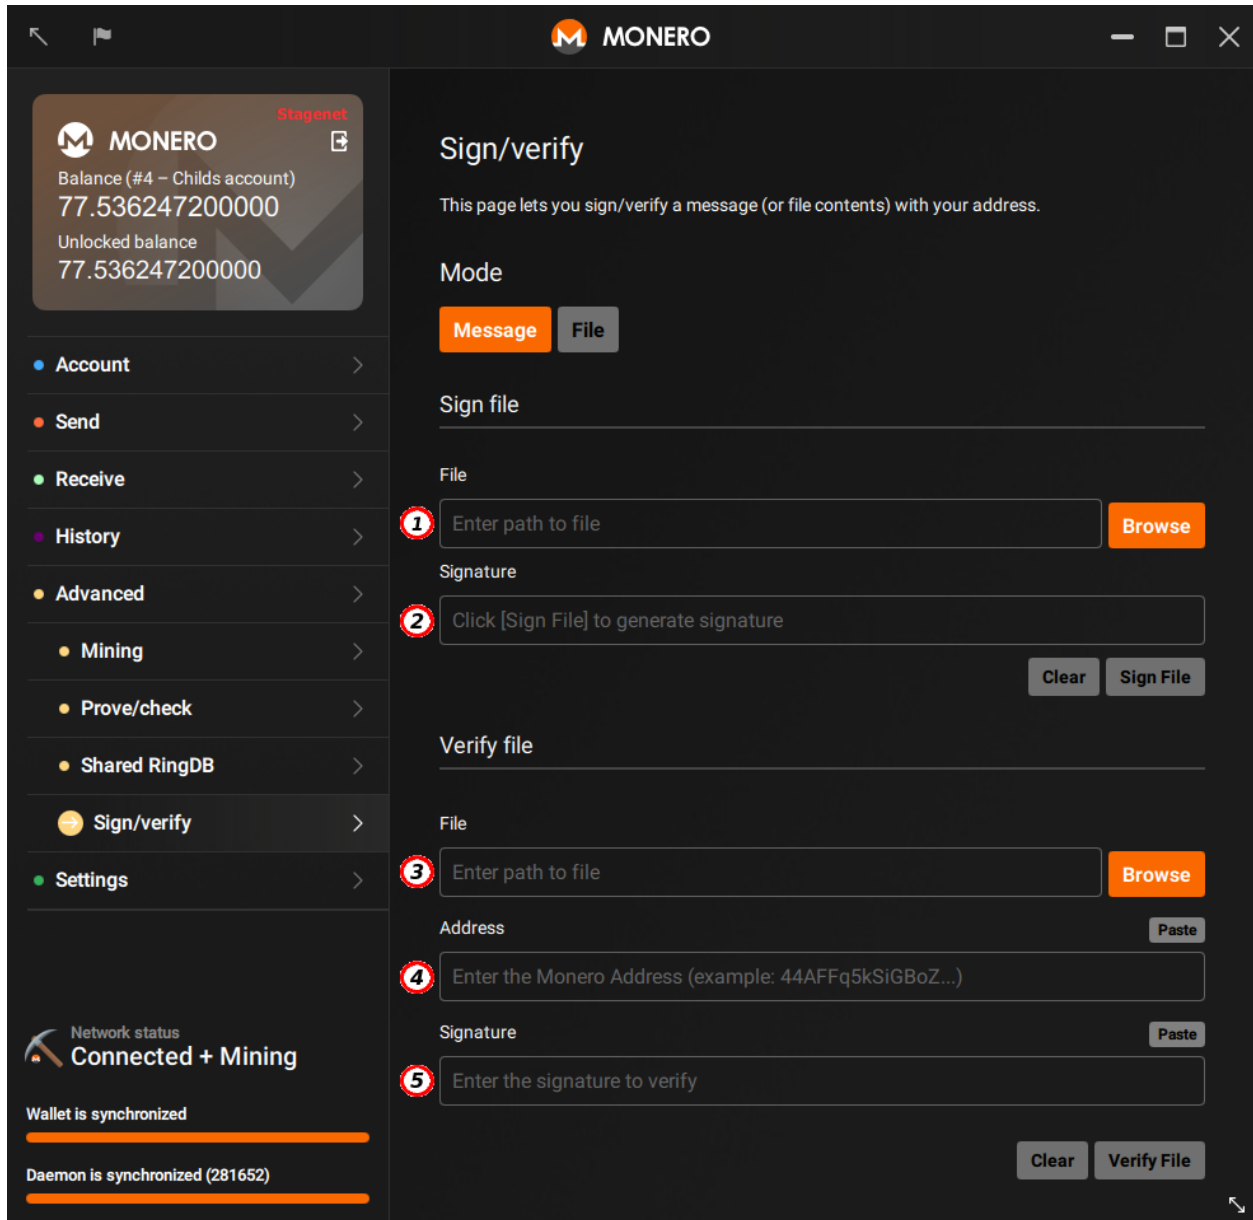 MONERO
Stagenet
MONERO
Balance (#4 – Childs account)
77.536247200000
Unlocked balance
77.536247200000
Account
Send
Receive
History
Advanced
Mining
Prove/check
Shared RingDB
Sign/verify
Settings
Network status
Connected + Mining
Wallet is synchronized
Daemon is synchronized (281652)
Sign/verify
This page lets you sign/verify a message (or file contents) with your address.
Mode
Message File
Sign file
File
1 Enter path to file Browse
Signature
2 Click [Sign File] to generate signature
Clear Sign File
Verify file
File
3 Enter path to file Browse
Address Paste
4 Enter the Monero Address (example: 44AFFq5kSiGBoZ...)
Signature Paste
5 Enter the signature to verify
Clear Verify File